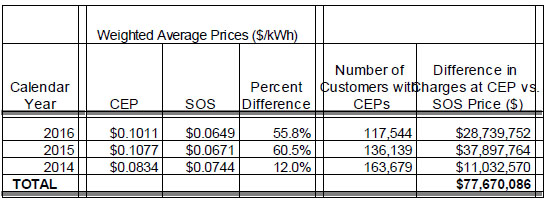 Weighted Average Prices ($/kWh)
Number of Difference in
Calendar Percent Customers with Charges at CEP vs.
Year CEP SOS Difference CEPs SOS Price ($)
2016 $0.1011 $0.0649 55.8% 117,544 $28,739,752
2015 $0.1077 $0.0671 60.5% 136,139 $37,897,764
2014 $0.0834 $0.0744 12.0% 163,679 $11,032,570
TOTAL $77,670,086